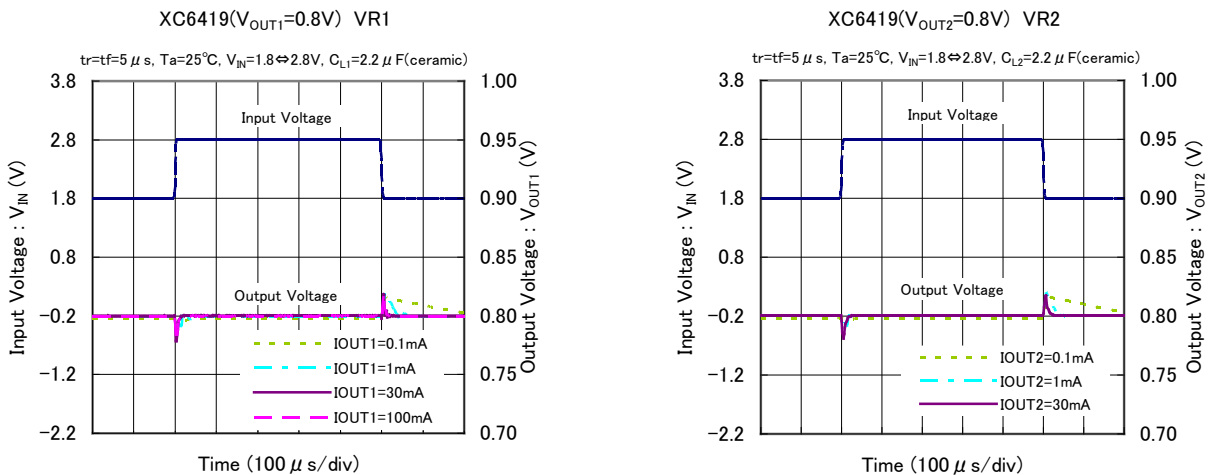 XC6419(VOUT1=0.8V) VR1
tr=tf=5μs, Ta=25℃, VIN=1.8⇔2.8V, CL1=2.2μF(ceramic)
Input Voltage : VIN (V)
3.8
2.8
1.8
0.8
-0.2
-1.2
-2.2
Input Voltage
Output Voltage
IOUT1=0.1mA
IOUT1=1mA
IOUT1=30mA
IOUT1=100mA
1.00
0.95
0.90
0.85
0.80
0.75
0.70
Output Voltage : VOUT1 (V)
Time (100μs/div)
XC6419(VOUT2=0.8V) VR2
tr=tf=5μs, Ta=25℃, VIN=1.8⇔2.8V, CL2=2.2μF(ceramic)
Input Voltage : VIN (V)
3.8
2.8
1.8
0.8
-0.2
-1.2
-2.2
Input Voltage
Output Voltage
IOUT2=0.1mA
IOUT2=1mA
IOUT2=30mA
1.00
0.95
0.90
0.85
0.80
0.75
0.70
Output Voltage : VOUT2 (V)
Time (100μs/div)